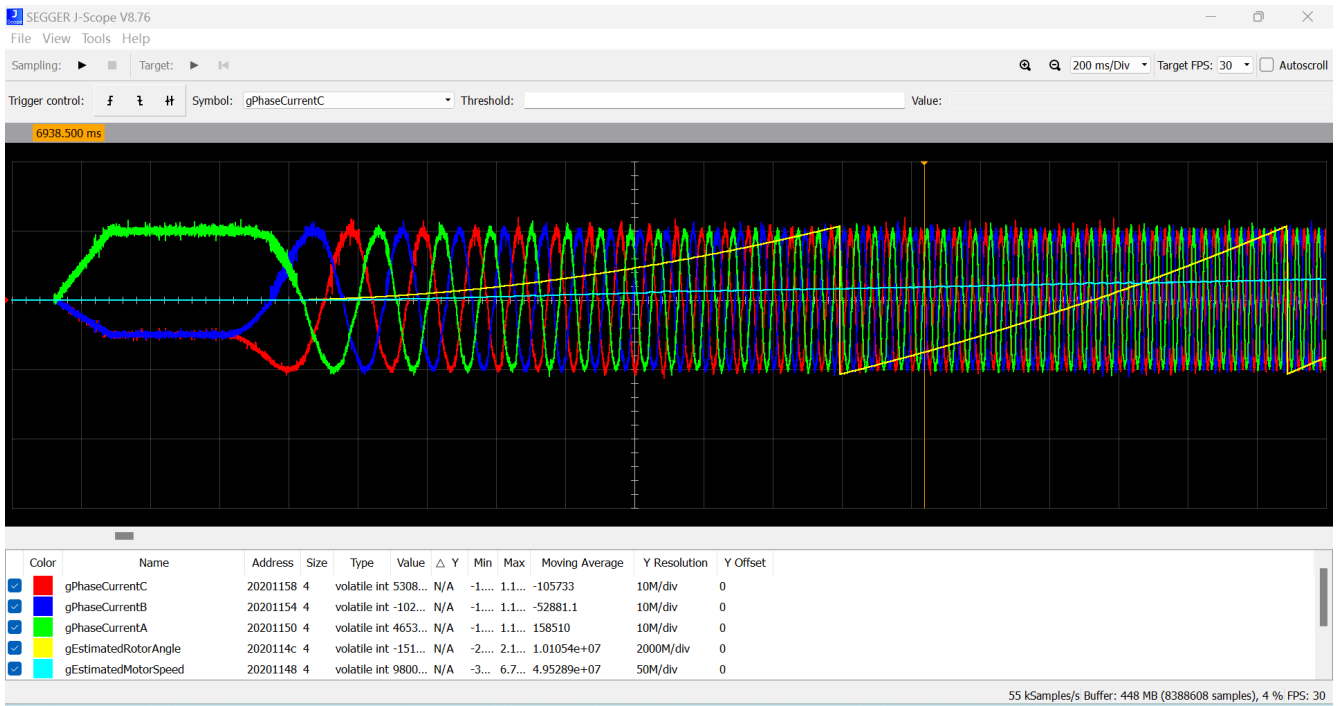 SEGGER J-Scope V8.76
File View Tools Help
Sampling: Target: 200 ms/Div Target FPS: 30 Autoscroll
Trigger control: Symbol: gPhaseCurrentC Threshold: Value:
6938.500 ms
Color Name Address Size Type Value △ Y Min Max Moving Average Y Resolution Y Offset
gPhaseCurrentC 20201158 4 volatile int 5308... N/A -1.... 1.1... -105733 10M/div 0
gPhaseCurrentB 20201154 4 volatile int -102... N/A -1.... 1.1... -52881.1 10M/div 0
gPhaseCurrentA 20201150 4 volatile int 4653... N/A -1.... 1.1... 158510 10M/div 0
gEstimatedRotorAngle 2020114c 4 volatile int -151... N/A -2.... 2.1... 1.01054e+07 2000M/div 0
gEstimatedMotorSpeed 20201148 4 volatile int 9800... N/A -3... 6.7... 4.95289e+07 50M/div 0
55 kSamples/s Buffer: 448 MB (8388608 samples), 4 % FPS: 30